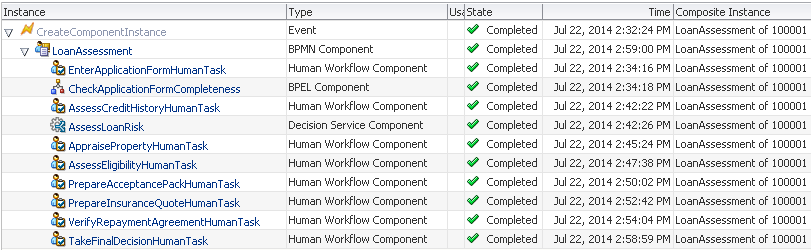 Instance Type Usa State Time Composite Instance
CreateComponentInstance Event Completed Jul 22, 2014 2:32:24 PM LoanAssessment of 100001
LoanAssessment BPMN Component Completed Jul 22, 2014 2:59:00 PM LoanAssessment of 100001
EnterApplicationFormHumanTask Human Workflow Component Completed Jul 22, 2014 2:34:16 PM LoanAssessment of 100001
CheckApplicationFormCompleteness BPEL Component Completed Jul 22, 2014 2:34:18 PM LoanAssessment of 100001
AssessCreditHistoryHumanTask Human Workflow Component Completed Jul 22, 2014 2:42:22 PM LoanAssessment of 100001
AssessLoanRisk Decision Service Component Completed Jul 22, 2014 2:42:26 PM LoanAssessment of 100001
AppraisePropertyHumanTask Human Workflow Component Completed Jul 22, 2014 2:45:24 PM LoanAssessment of 100001
AssessEligibilityHumanTask Human Workflow Component Completed Jul 22, 2014 2:47:38 PM LoanAssessment of 100001
PrepareAcceptancePackHumanTask Human Workflow Component Completed Jul 22, 2014 2:50:02 PM LoanAssessment of 100001
PrepareInsuranceQuoteHumanTask Human Workflow Component Completed Jul 22, 2014 2:52:42 PM LoanAssessment of 100001
VerifyRepaymentAgreementHumanTask Human Workflow Component Completed Jul 22, 2014 2:54:04 PM LoanAssessment of 100001
TakeFinalDecisionHumanTask Human Workflow Component Completed Jul 22, 2014 2:58:59 PM LoanAssessment of 100001